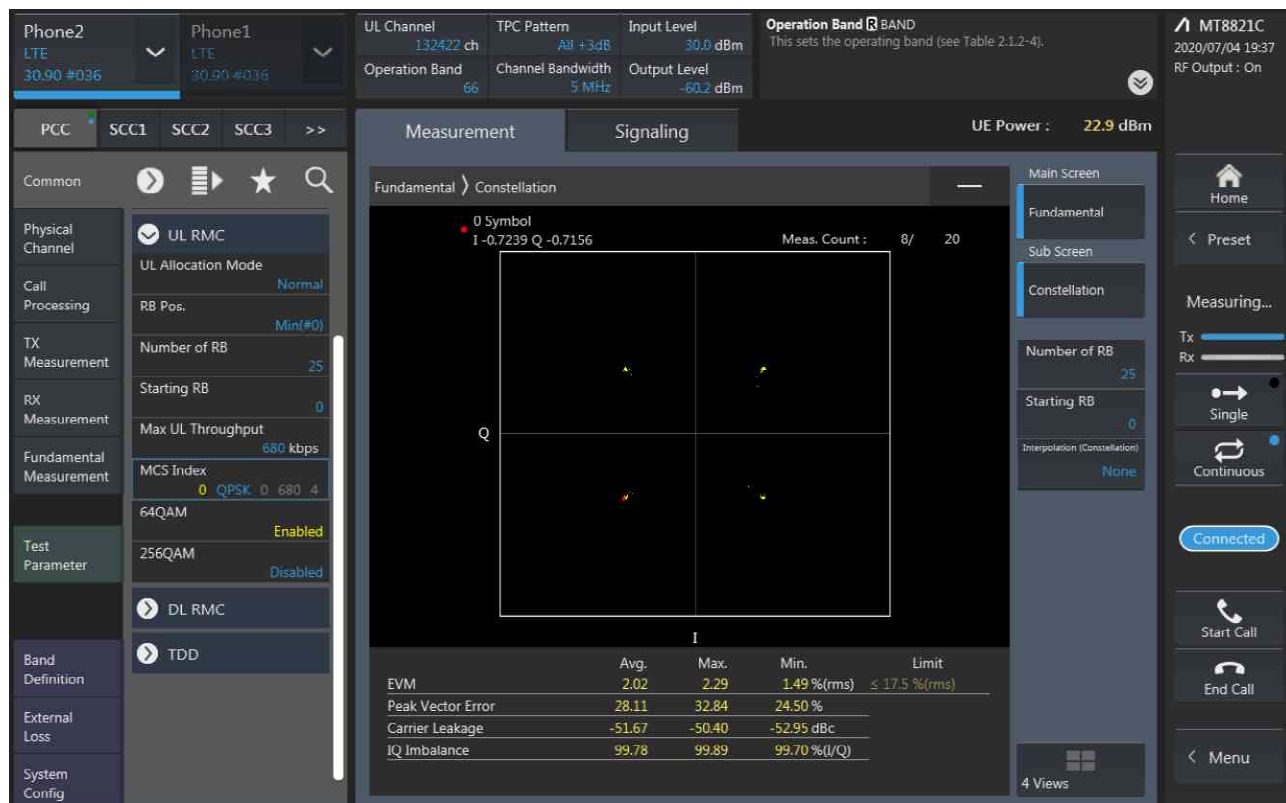 Phone2
LTE
30.90 #036
Phone1
LTE
30.90 #036
UL Channel
132422 ch
Operation Band
66
TPC Pattern
All +3dB
Channel Bandwidth
5 MHz
Input Level
30.0 dBm
Output Level
-60.2 dBm
Operation Band R BAND
This sets the operating band (see Table 2.1.2-4).
MT8821C
2020/07/04 19:37
RF Output : On
PCC SCC1 SCC2 SCC3 >>
Measurement
Signaling
UE Power : 22.9 dBm
Common
Physical
Channel
Call
Processing
TX
Measurement
RX
Measurement
Fundamental
Measurement
Test
Parameter
Band
Definition
External
Loss
System
Config
UL RMC
UL Allocation Mode
Normal
RB Pos.
Min(#0)
Number of RB
25
Starting RB
0
Max UL Throughput
680 kbps
MCS Index
0 QPSK 0 680 4
64QAM
Enabled
256QAM
Disabled
DL RMC
TDD
Fundamental 〉 Constellation
0 Symbol
I -0.7239 Q -0.7156
Meas. Count : 8/ 20
Q
I
Avg. Max. Min. Limit
EVM 2.02 2.29 1.49 %(rms) ≤ 17.5 %(rms)
Peak Vector Error 28.11 32.84 24.50 %
Carrier Leakage -51.67 -50.40 -52.95 dBc
IQ Imbalance 99.78 99.89 99.70 %(I/Q)
Main Screen
Fundamental
Sub Screen
Constellation
Number of RB
25
Starting RB
0
Interpolation (Constellation)
None
4 Views
Home
< Preset
Measuring...
Tx
Rx
Single
Continuous
Connected
Start Call
End Call
< Menu